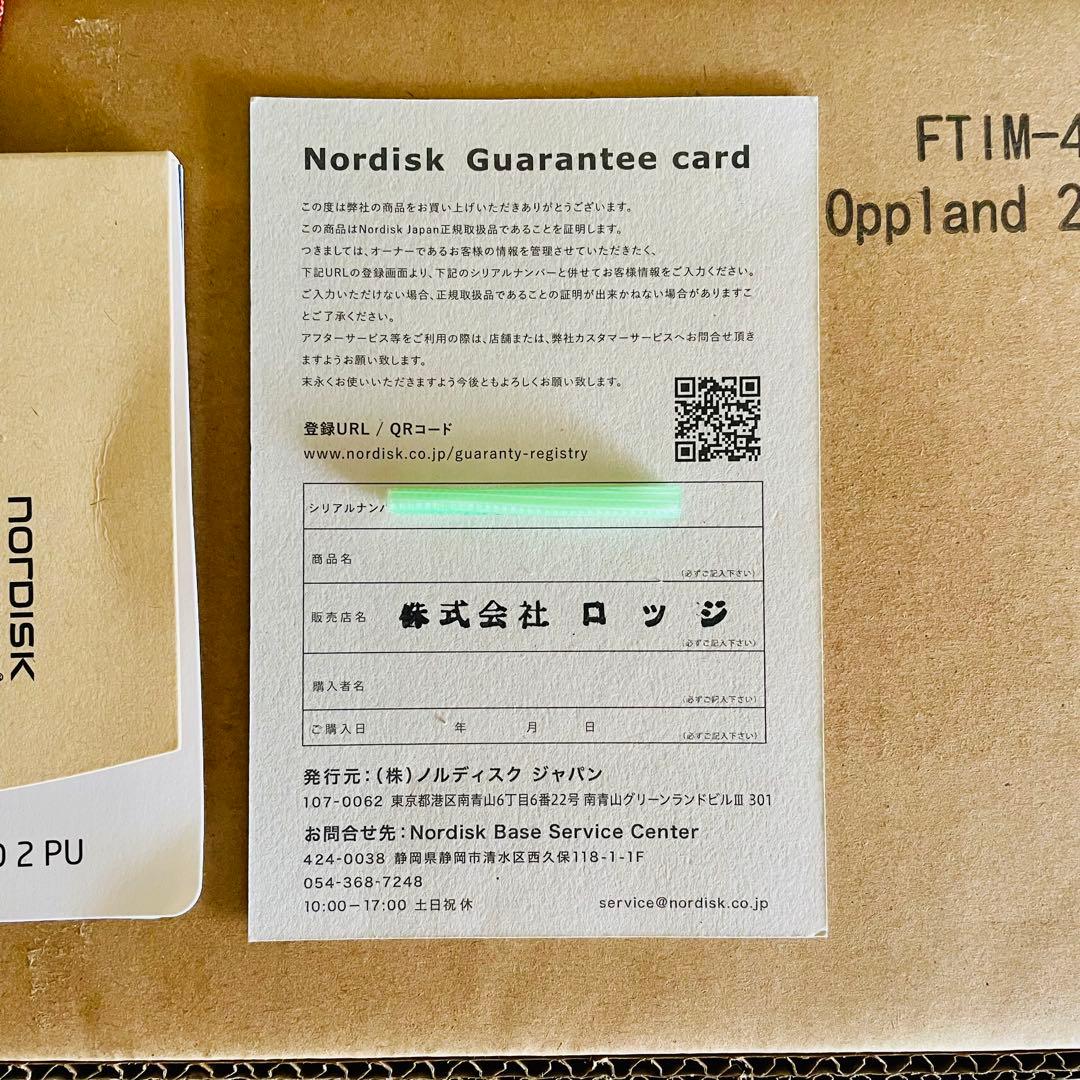 Nordisk Guarantee card
この度は弊社の商品をお買い上げいただきありがとうございます。
この商品はNordisk Japan正規取扱品であることを証明します。
つきましては、オーナーであるお客様の情報を管理させていただきたく、
下記URLの登録画面より、下記のシリアルナンバーと併せてお客様情報をご入力ください。
ご入力いただけない場合、正規取扱品であることの証明が出来かねない場合がありますこ
とご了承ください。
アフターサービス等をご利用の際は、店舗または、弊社カスタマーサービスへお問合せ頂き
ますようお願い致します。
末永くお使いいただきますよう今後ともよろしくお願い致します。
登録URL / QRコード
www.nordisk.co.jp/guaranty-registry
シリアルナンバ
商品名
(必ずご記入下さい)
販売店名 株式会社 ロッジ
(必ずご記入下さい)
購入者名
(必ずご記入下さい)
ご購入日 年 月 日
(必ずご記入下さい)
発行元：(株)ノルディスク ジャパン
107-0062 東京都港区南青山6丁目6番22号 南青山グリーンランドビルⅢ 301
お問合せ先：Nordisk Base Service Center
424-0038 静岡県静岡市清水区西久保118-1-1F
054-368-7248
10:00－17:00 土日祝休
service@nordisk.co.jp
FTIM-4
Oppland 2
NORDISK
2 PU